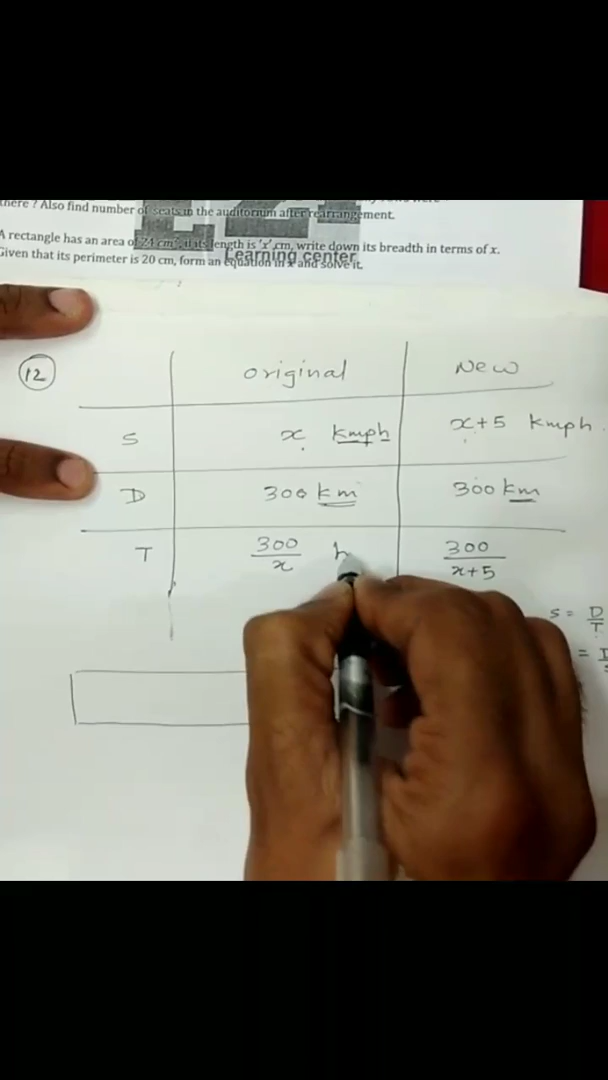 there ? Also find number of seats in the auditorium after rearrangement.
A rectangle has an area of 24 cm². If its length is 'x' cm, write down its breadth in terms of x.
Given that its perimeter is 20 cm, form an equation in x and solve it.
Learning center
12
original New
S x kmph x+5 kmph.
D 300 km 300 km
T 300/x h 300/x+5
S = D/T
=